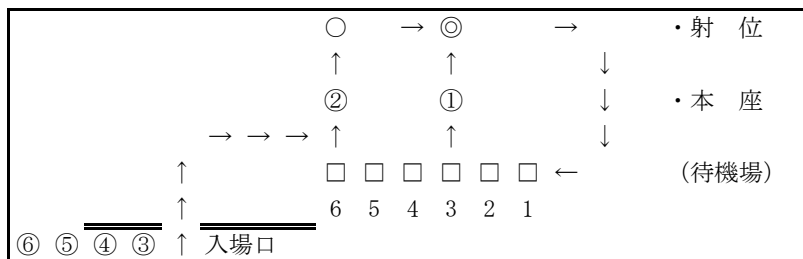 ○ → ◎ → ・射 位
↑ ↑ ↓
② ① ↓ ・本 座
→ → → ↑ ↑ ↓
↑ □ □ □ □ □ □ ← (待機場)
↑ 6 5 4 3 2 1
⑥ ⑤ ④ ③ ↑ 入場口